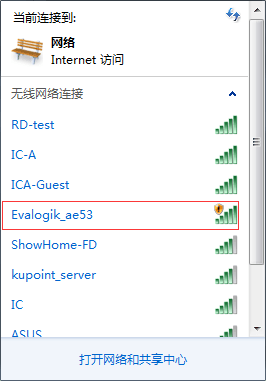 当前连接到:
网络
Internet 访问
无线网络连接
RD-test
IC-A
ICA-Guest
Evalogik_ae53
ShowHome-FD
kupoint_server
IC
ASUS
打开网络和共享中心